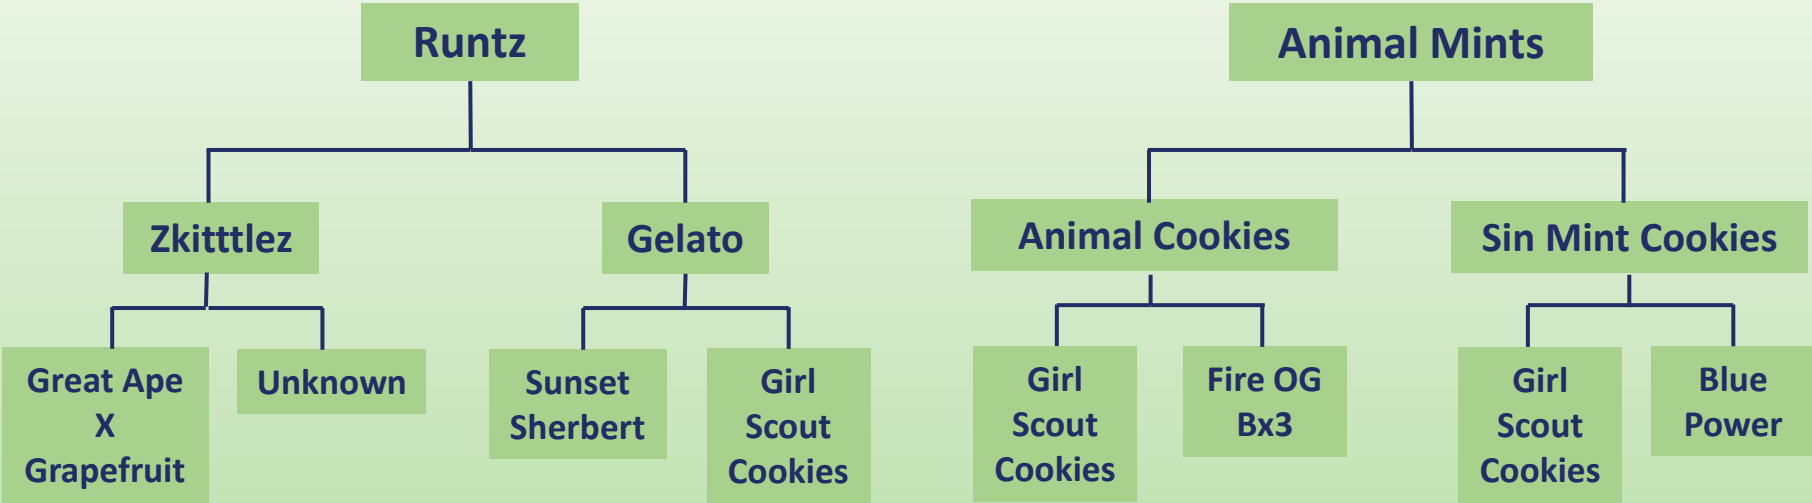 Runtz
Animal Mints
Zkitttlez
Gelato
Animal Cookies
Sin Mint Cookies
Great Ape
X
Grapefruit
Unknown
Sunset
Sherbert
Girl
Scout
Cookies
Girl
Scout
Cookies
Fire OG
Bx3
Girl
Scout
Cookies
Blue
Power